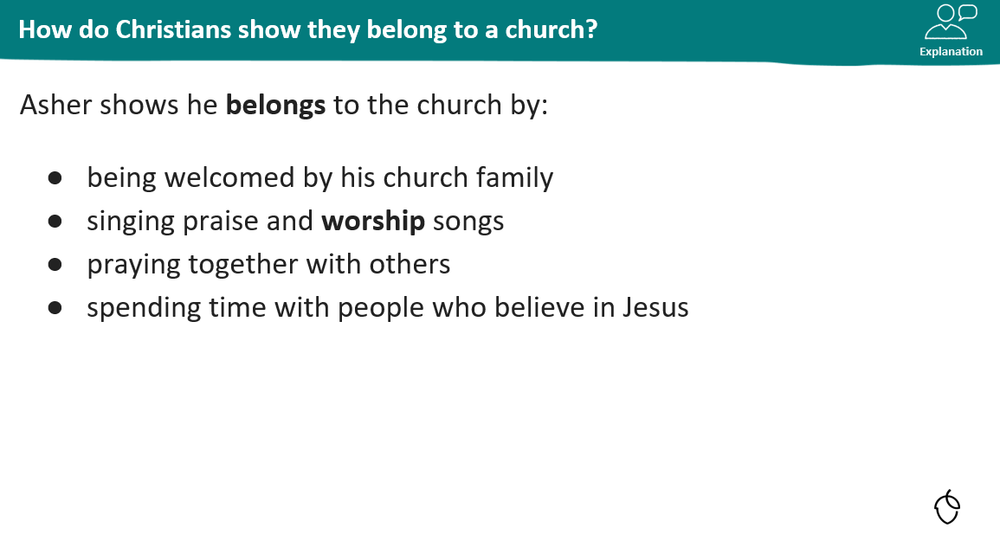 How do Christians show they belong to a church?
Explanation
Asher shows he belongs to the church by:
● being welcomed by his church family
● singing praise and worship songs
● praying together with others
● spending time with people who believe in Jesus